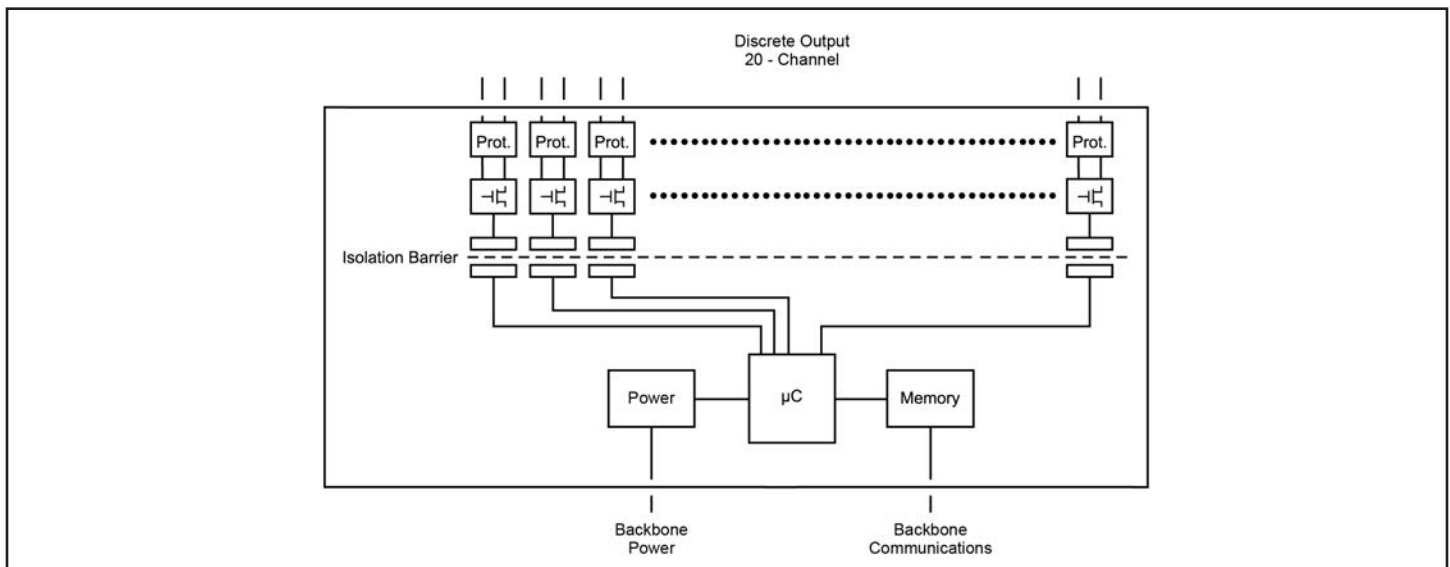 Discrete Output
20 - Channel
Prot. Prot. Prot. Prot.
Isolation Barrier
Power µC Memory
Backbone
Power
Backbone
Communications